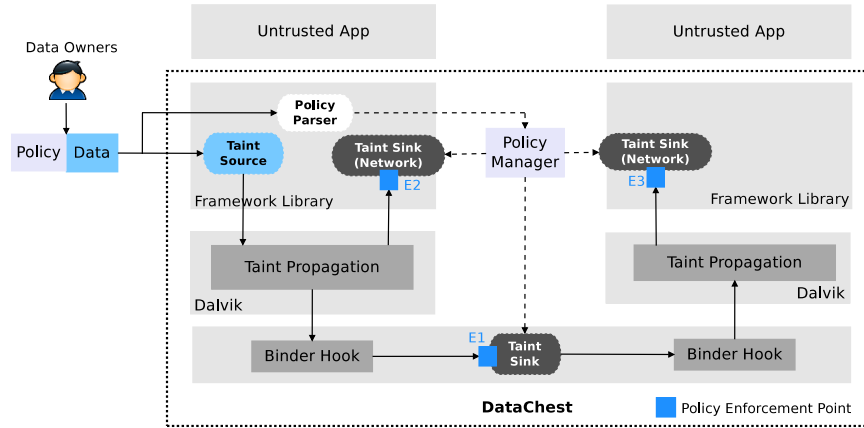 Untrusted App
Untrusted App
Data Owners
Policy
Parser
Policy
Data
Taint
Source
Taint Sink
(Network)
Policy
Manager
Taint Sink
(Network)
E2
E3
Framework Library
Framework Library
Taint Propagation
Taint Propagation
Dalvik
Dalvik
E1
Binder Hook
Taint
Sink
Binder Hook
DataChest
Policy Enforcement Point